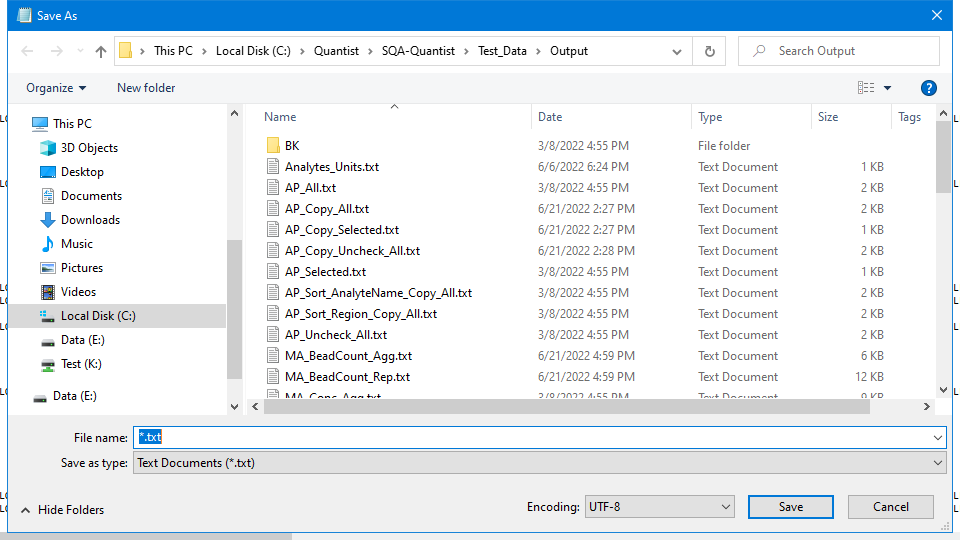 Save As
This PC > Local Disk (C:) > Quantist > SQA-Quantist > Test_Data > Output
Search Output
Organize
New folder
Name Date Type Size Tags
This PC
3D Objects
Desktop
Documents
Downloads
Music
Pictures
Videos
Local Disk (C:)
Data (E:)
Test (K:)
Data (E:)
BK 3/8/2022 4:55 PM File folder
Analytes_Units.txt 6/6/2022 6:24 PM Text Document 1 KB
AP_All.txt 3/8/2022 4:55 PM Text Document 2 KB
AP_Copy_All.txt 6/21/2022 2:27 PM Text Document 2 KB
AP_Copy_Selected.txt 6/21/2022 2:27 PM Text Document 1 KB
AP_Copy_Uncheck_All.txt 6/21/2022 2:28 PM Text Document 2 KB
AP_Selected.txt 3/8/2022 4:55 PM Text Document 1 KB
AP_Sort_AnalyteName_Copy_All.txt 3/8/2022 4:55 PM Text Document 2 KB
AP_Sort_Region_Copy_All.txt 3/8/2022 4:55 PM Text Document 2 KB
AP_Uncheck_All.txt 3/8/2022 4:55 PM Text Document 2 KB
MA_BeadCount_Agg.txt 6/21/2022 4:59 PM Text Document 6 KB
MA_BeadCount_Rep.txt 6/21/2022 4:59 PM Text Document 12 KB
MA_Conc_Agg.txt
File name: *.txt
Save as type: Text Documents (*.txt)
Hide Folders
Encoding: UTF-8
Save
Cancel